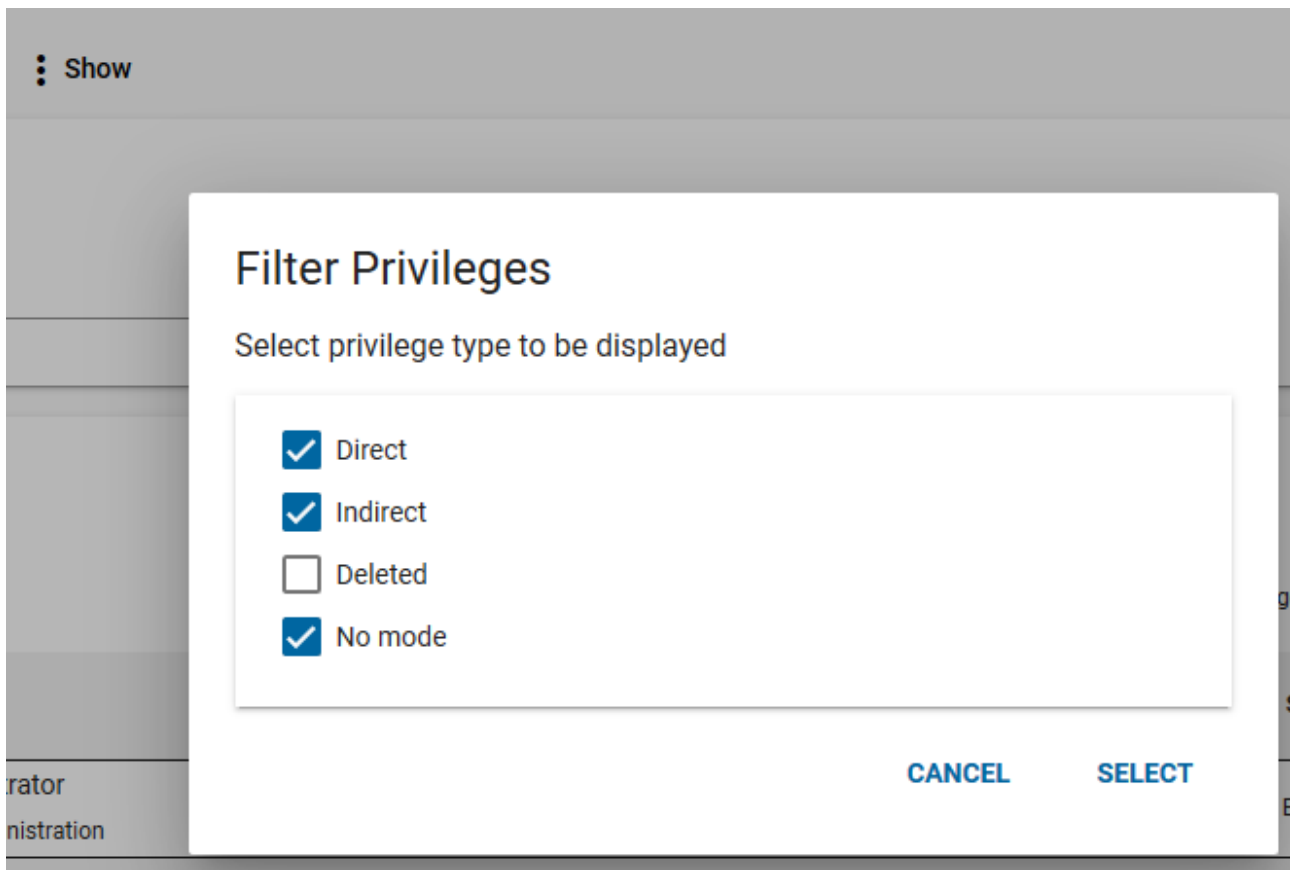 Show
Filter Privileges
Select privilege type to be displayed
Direct
Indirect
Deleted
No mode
CANCEL
SELECT